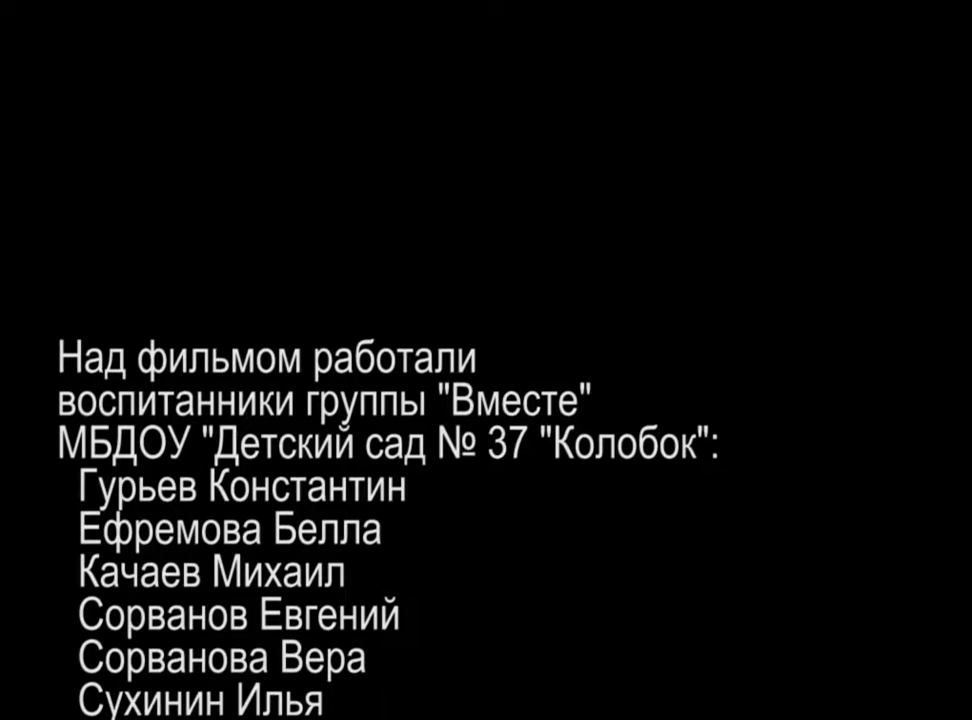 Над фильмом работали
воспитанники группы "Вместе"
МБДОУ "Детский сад № 37 "Колобок":
Гурьев Константин
Ефремова Белла
Качаев Михаил
Сорванов Евгений
Сорванова Вера
Сухинин Илья